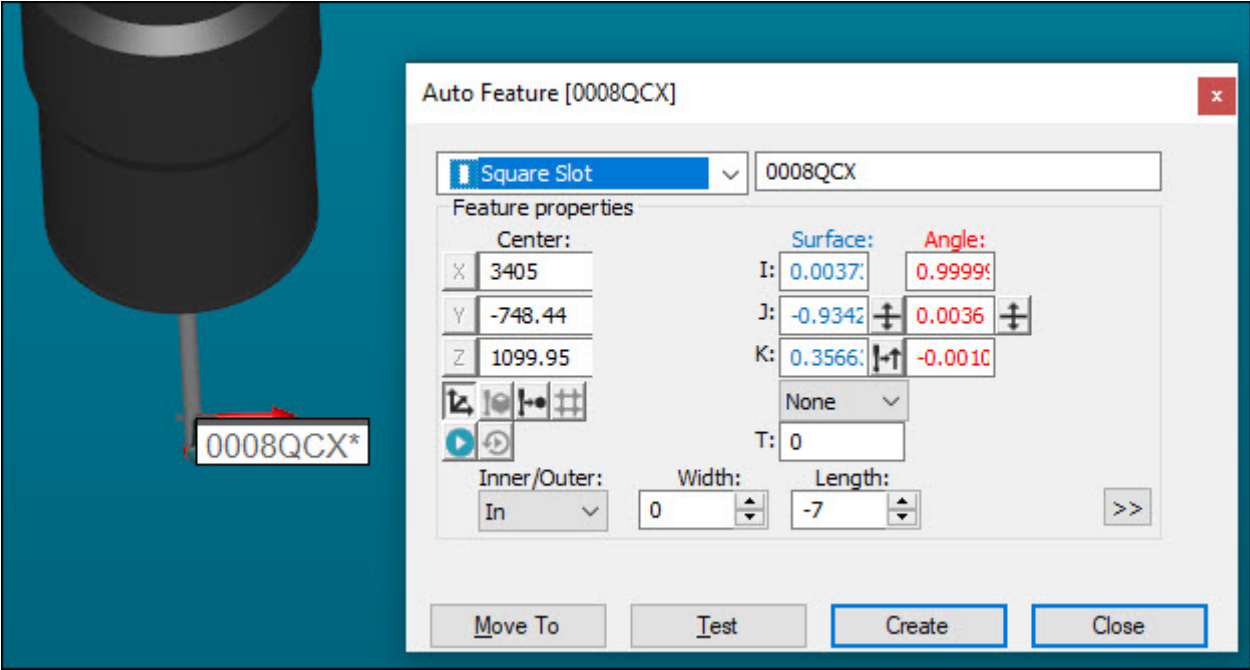 Auto Feature [0008QCX]
x
Square Slot
0008QCX
Feature properties
Center:
Surface:
Angle:
X
3405
I:
0.0037
0.9999
Y
-748.44
J:
-0.9342
0.0036
Z
1099.95
K:
0.3566
-0.0010
None
T:
0
Inner/Outer:
Width:
Length:
In
0
-7
>>
Move To
Test
Create
Close
0008QCX*